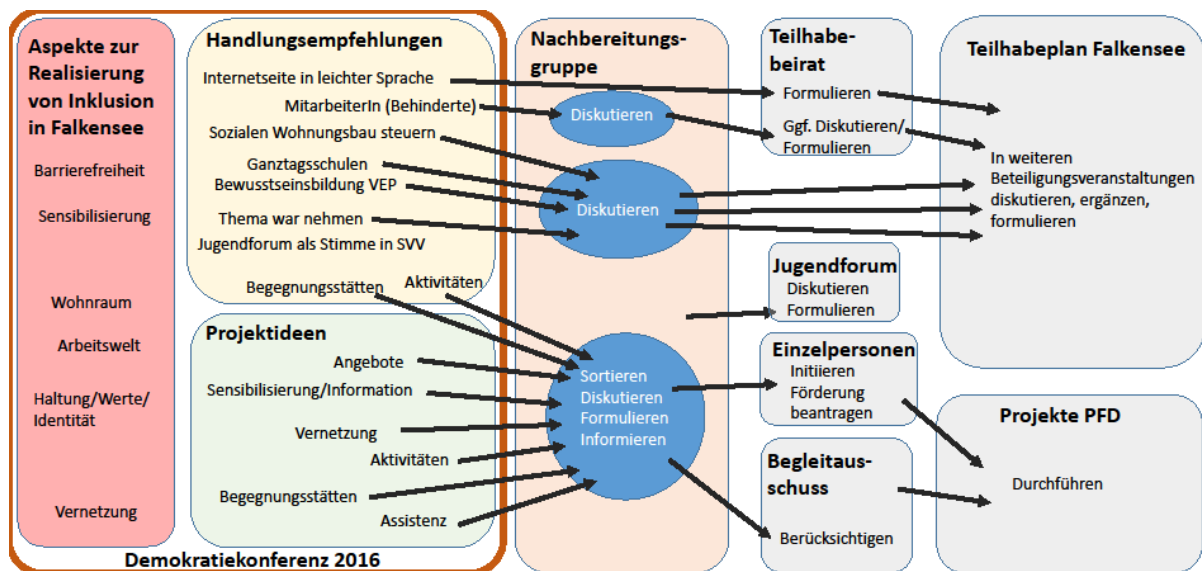 Aspekte zur
Realisierung
von Inklusion
in Falkensee
Barrierefreiheit
Sensibilisierung
Wohnraum
Arbeitswelt
Haltung/Werte/
Identität
Vernetzung
Handlungsempfehlungen
Internetseite in leichter Sprache
MitarbeiterIn (Behinderte)
Sozialen Wohnungsbau steuern
Ganztagsschulen
Bewusstseinsbildung VEP
Thema war nehmen
Jugendforum als Stimme in SVV
Begegnungsstätten
Aktivitäten
Projektideen
Angebote
Sensibilisierung/Information
Vernetzung
Aktivitäten
Begegnungsstätten
Assistenz
Demokratiekonferenz 2016
Nachbereitungs-
gruppe
Diskutieren
Diskutieren
Sortieren
Diskutieren
Formulieren
Informieren
Teilhabe-
beirat
Formulieren
Ggf. Diskutieren/
Formulieren
Jugendforum
Diskutieren
Formulieren
Einzelpersonen
Initiieren
Förderung
beantragen
Begleitaus-
schuss
Berücksichtigen
Teilhabeplan Falkensee
In weiteren
Beteiligungsveranstaltungen
diskutieren, ergänzen,
formulieren
Projekte PFD
Durchführen